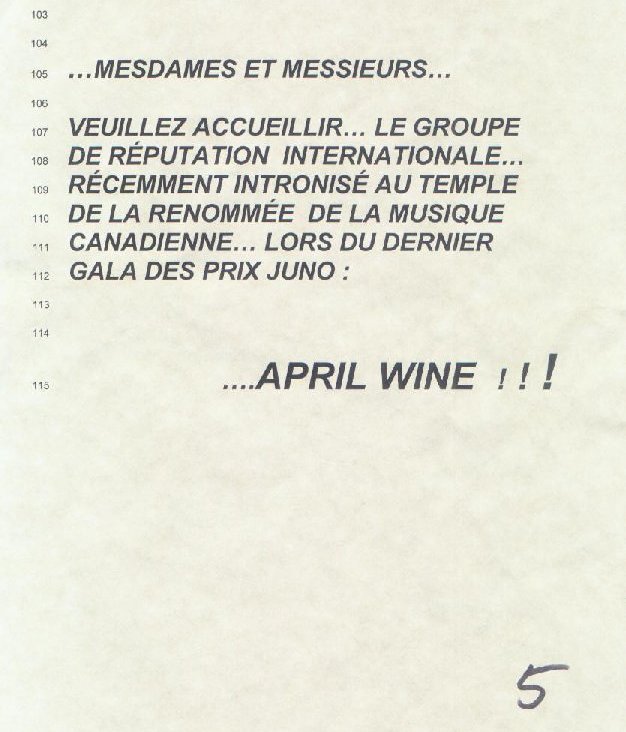 103
104
105 ...MESDAMES ET MESSIEURS...
106
107 VEUILLEZ ACCUEILLIR... LE GROUPE
108 DE RÉPUTATION INTERNATIONALE...
109 RÉCEMMENT INTRONISÉ AU TEMPLE
110 DE LA RENOMMÉE DE LA MUSIQUE
111 CANADIENNE... LORS DU DERNIER
112 GALA DES PRIX JUNO :
113
114
115 ....APRIL WINE ! ! !
5